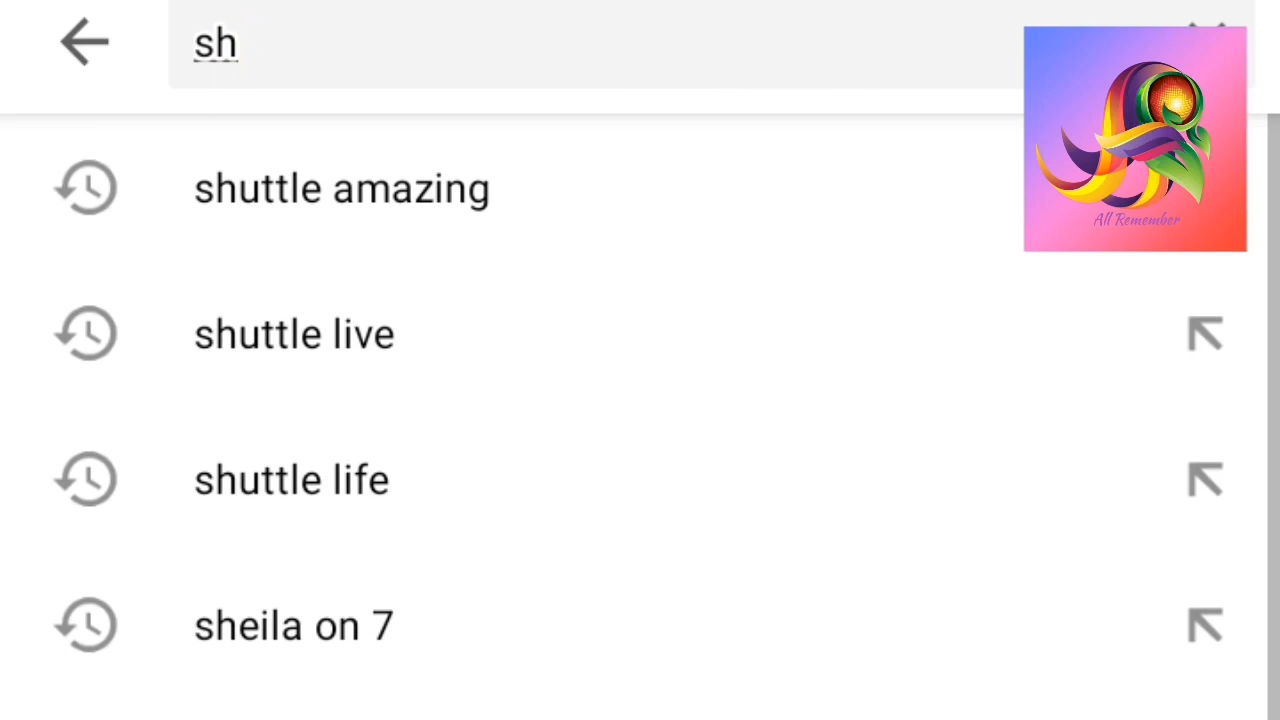 sh
shuttle amazing
All Remember
shuttle live
shuttle life
sheila on 7